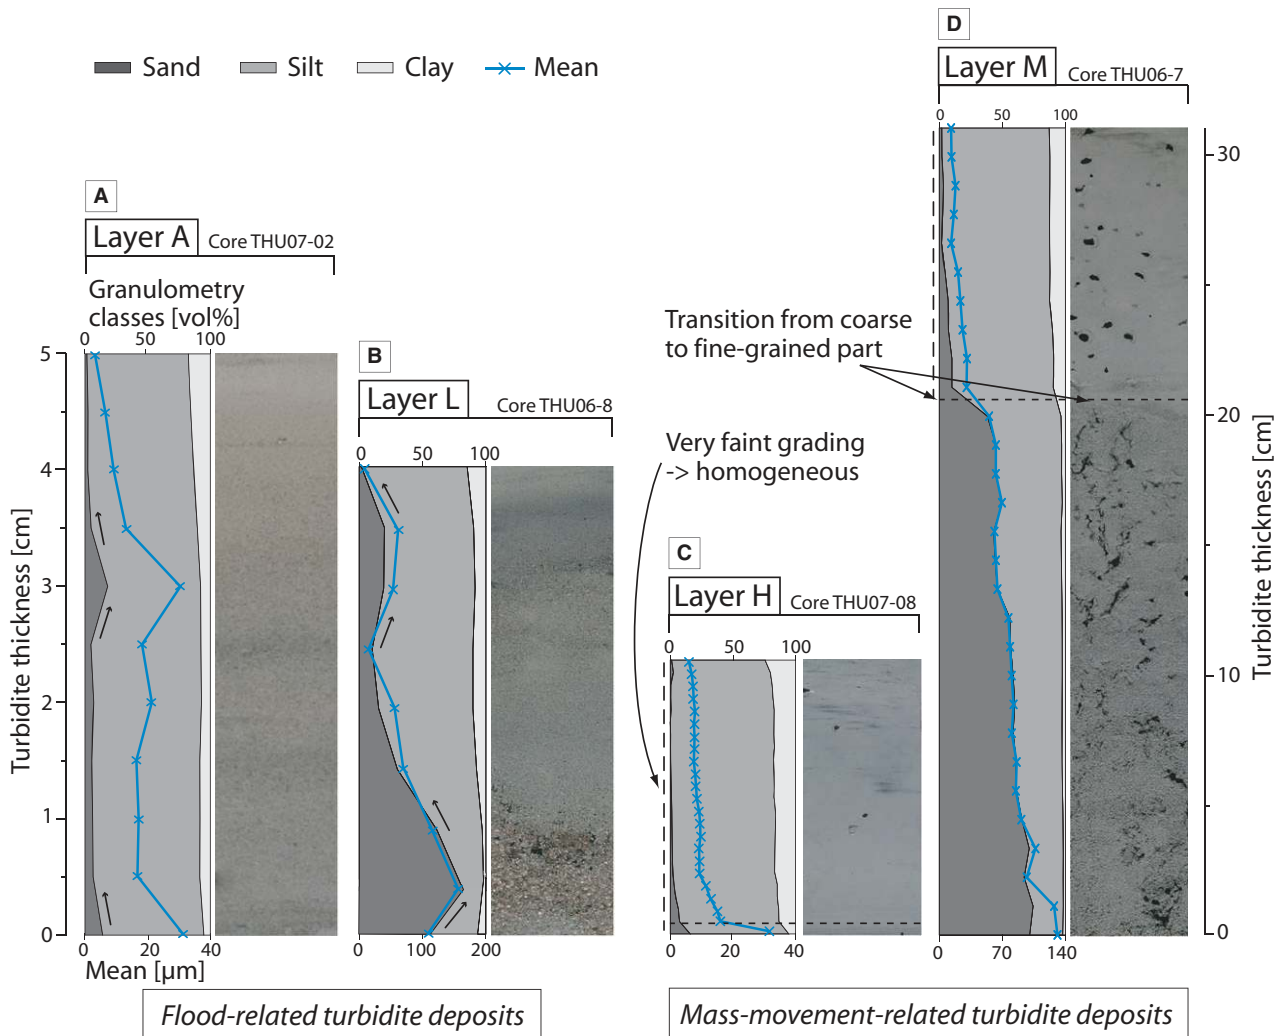 Sand Silt Clay Mean
A
Layer A Core THU07-02
Granulometry
classes [vol%]
0 50 100
5
4
3
2
1
0
Turbidite thickness [cm]
0 20 40
Mean [µm]
B
Layer L Core THU06-8
0 50 100
0 100 200
Flood-related turbidite deposits
Transition from coarse
to fine-grained part
Very faint grading
-> homogeneous
C
Layer H Core THU07-08
0 50 100
0 20 40
D
Layer M Core THU06-7
0 50 100
0 70 140
30
20
10
0
Turbidite thickness [cm]
Mass-movement-related turbidite deposits